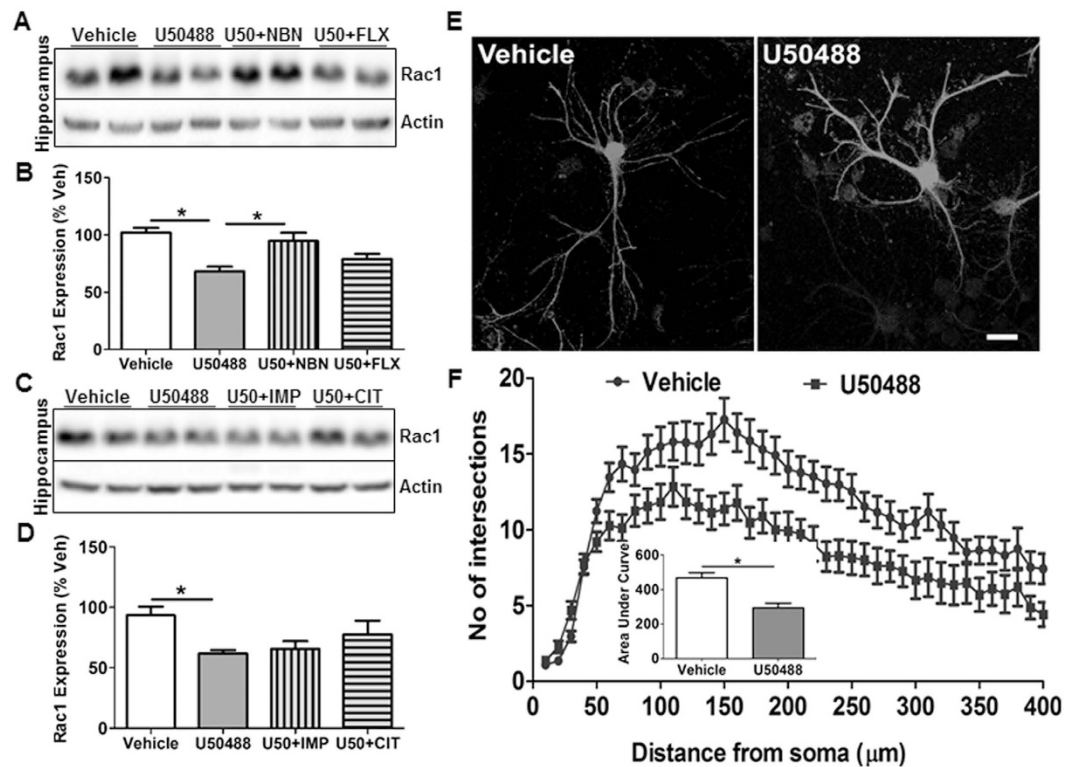 A
Vehicle U50488 U50+NBN U50+FLX
Hippocampus
Rac1
Actin
B
Rac1 Expression (% Veh)
150
100
50
0
* *
Vehicle U50488 U50+NBN U50+FLX
C
Vehicle U50488 U50+IMP U50+CIT
Hippocampus
Rac1
Actin
D
Rac1 Expression (% Veh)
150
100
50
0
*
Vehicle U50488 U50+IMP U50+CIT
E
Vehicle
U50488
F
Vehicle U50488
No of intersections
20
15
10
5
0
Area Under Curve
600
400
200
0
*
Vehicle U50488
0 50 100 150 200 250 300 350 400
Distance from soma (μm)